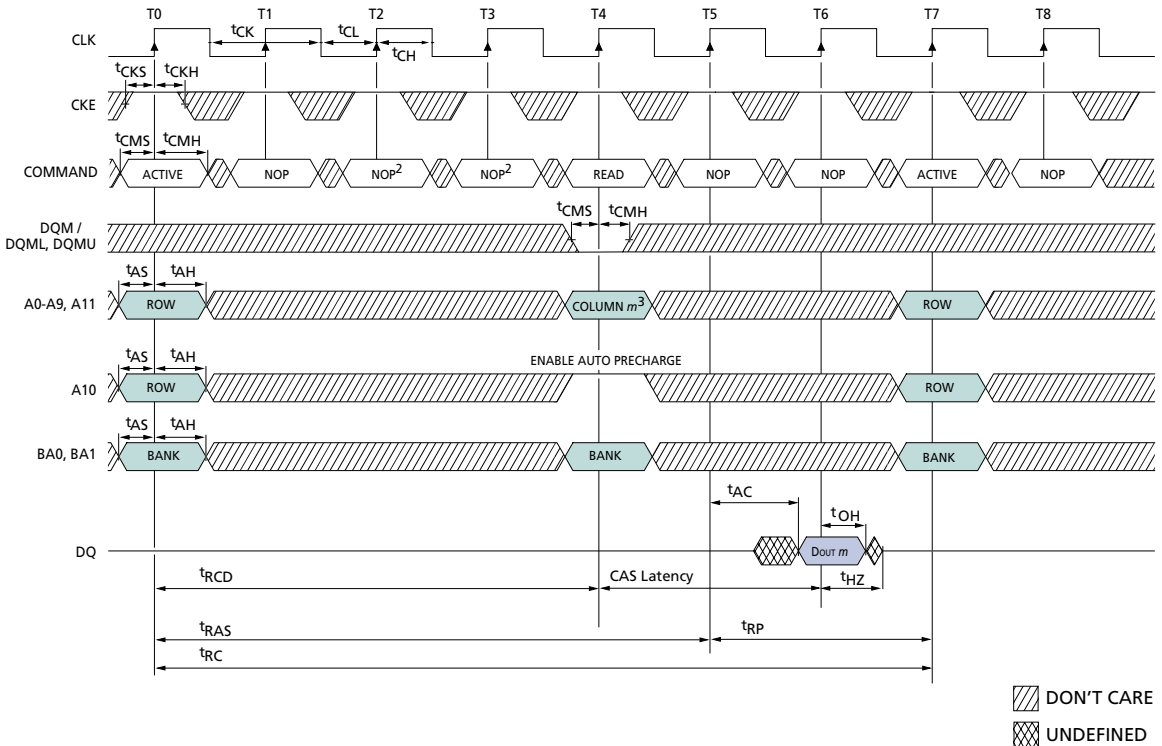 T0 T1 T2 T3 T4 T5 T6 T7 T8
CLK
tCK tCL tCH
tCKS tCKH
CKE
tCMS tCMH
COMMAND ACTIVE NOP NOP2 NOP2 READ NOP NOP ACTIVE NOP
tCMS tCMH
DQM /
DQML, DQMU
tAS tAH
A0-A9, A11 ROW COLUMN m3 ROW
ENABLE AUTO PRECHARGE
tAS tAH
A10 ROW ROW
tAS tAH
BA0, BA1 BANK BANK BANK
tAC
tOH
DQ DOUT m
tRCD CAS Latency tHZ
tRAS tRP
tRC
DON'T CARE
UNDEFINED